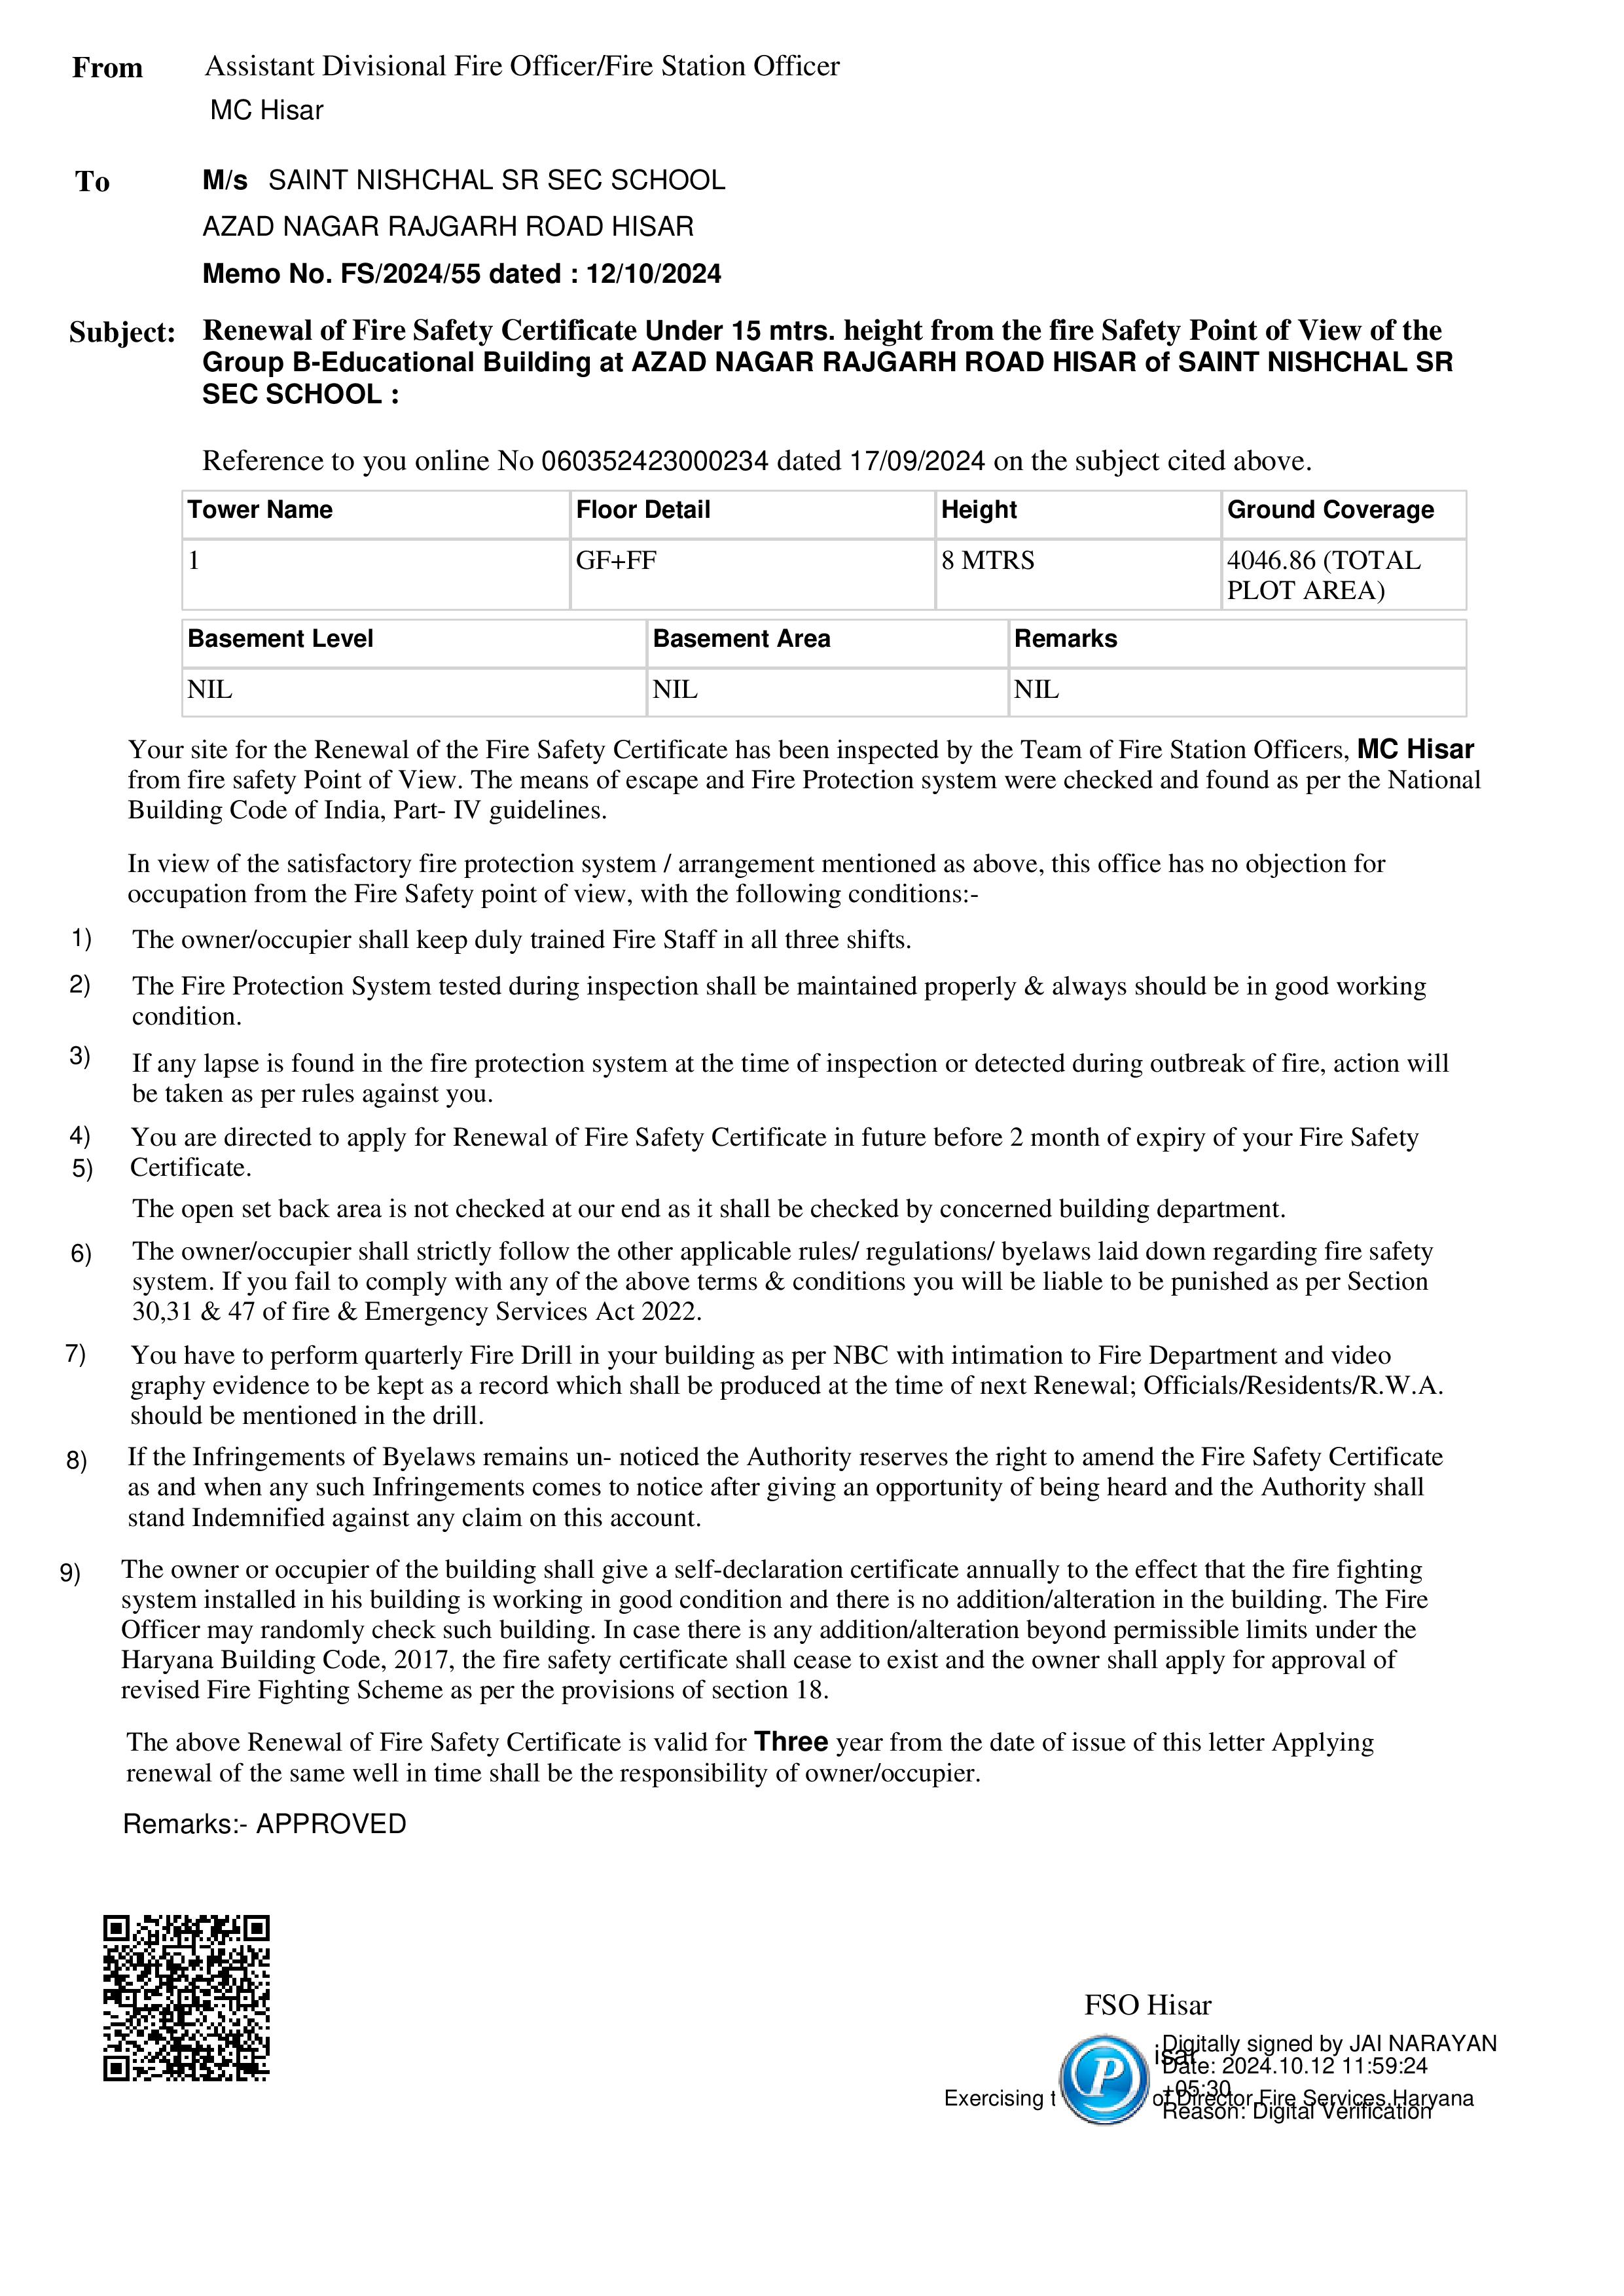 From Assistant Divisional Fire Officer/Fire Station Officer
MC Hisar
To M/s SAINT NISHCHAL SR SEC SCHOOL
AZAD NAGAR RAJGARH ROAD HISAR
Memo No. FS/2024/55 dated : 12/10/2024
Subject: Renewal of Fire Safety Certificate Under 15 mtrs. height from the fire Safety Point of View of the
Group B-Educational Building at AZAD NAGAR RAJGARH ROAD HISAR of SAINT NISHCHAL SR
SEC SCHOOL :
Reference to you online No 060352423000234 dated 17/09/2024 on the subject cited above.
Tower Name Floor Detail Height Ground Coverage
1 GF+FF 8 MTRS 4046.86 (TOTAL
PLOT AREA)
Basement Level Basement Area Remarks
NIL NIL NIL
Your site for the Renewal of the Fire Safety Certificate has been inspected by the Team of Fire Station Officers, MC Hisar
from fire safety Point of View. The means of escape and Fire Protection system were checked and found as per the National
Building Code of India, Part- IV guidelines.
In view of the satisfactory fire protection system / arrangement mentioned as above, this office has no objection for
occupation from the Fire Safety point of view, with the following conditions:-
1) The owner/occupier shall keep duly trained Fire Staff in all three shifts.
2) The Fire Protection System tested during inspection shall be maintained properly & always should be in good working
condition.
3) If any lapse is found in the fire protection system at the time of inspection or detected during outbreak of fire, action will
be taken as per rules against you.
4) You are directed to apply for Renewal of Fire Safety Certificate in future before 2 month of expiry of your Fire Safety
5) Certificate.
The open set back area is not checked at our end as it shall be checked by concerned building department.
6) The owner/occupier shall strictly follow the other applicable rules/ regulations/ byelaws laid down regarding fire safety
system. If you fail to comply with any of the above terms & conditions you will be liable to be punished as per Section
30,31 & 47 of fire & Emergency Services Act 2022.
7) You have to perform quarterly Fire Drill in your building as per NBC with intimation to Fire Department and video
graphy evidence to be kept as a record which shall be produced at the time of next Renewal; Officials/Residents/R.W.A.
should be mentioned in the drill.
8) If the Infringements of Byelaws remains un- noticed the Authority reserves the right to amend the Fire Safety Certificate
as and when any such Infringements comes to notice after giving an opportunity of being heard and the Authority shall
stand Indemnified against any claim on this account.
9) The owner or occupier of the building shall give a self-declaration certificate annually to the effect that the fire fighting
system installed in his building is working in good condition and there is no addition/alteration in the building. The Fire
Officer may randomly check such building. In case there is any addition/alteration beyond permissible limits under the
Haryana Building Code, 2017, the fire safety certificate shall cease to exist and the owner shall apply for approval of
revised Fire Fighting Scheme as per the provisions of section 18.
The above Renewal of Fire Safety Certificate is valid for Three year from the date of issue of this letter Applying
renewal of the same well in time shall be the responsibility of owner/occupier.
Remarks:- APPROVED
FSO Hisar
Digitally signed by JAI NARAYAN
Date: 2024.10.12 11:59:24
+05:30
Exercising of Director Fire Services Haryana
Reason: Digital Verification